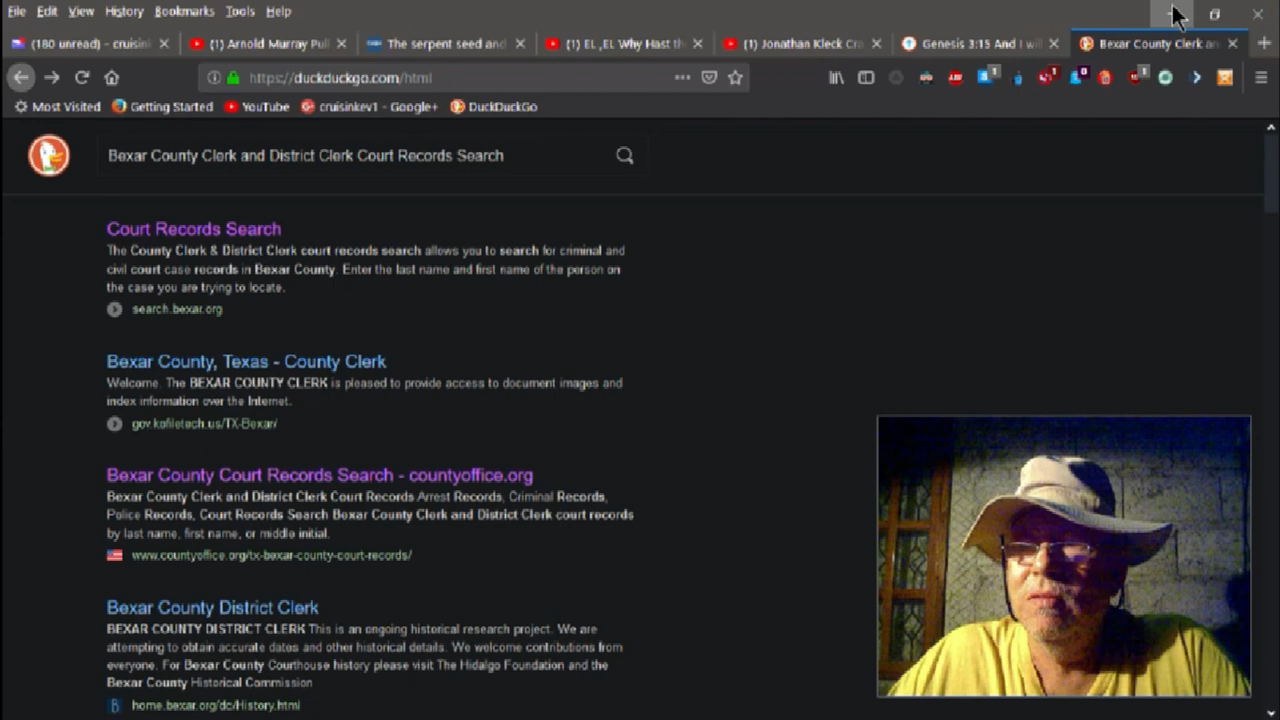 File Edit View History Bookmarks Tools Help
(180 unread) – cruisin
(1) Arnold Murray Pul
The serpent seed and
(1) EL ,EL Why Hast th
(1) Jonathan Kleck Cr
Genesis 3:15 And I wi
Bexar County Clerk an
https://duckduckgo.com/html
Most Visited Getting Started YouTube cruisinkev1 - Google+ DuckDuckGo
Bexar County Clerk and District Clerk Court Records Search
Court Records Search
The County Clerk & District Clerk court records search allows you to search for criminal and
civil court case records in Bexar County. Enter the last name and first name of the person on
the case you are trying to locate.
search.bexar.org
Bexar County, Texas - County Clerk
Welcome. The BEXAR COUNTY CLERK is pleased to provide access to document images and
index information over the Internet.
gov.kofiletech.us/TX-Bexar/
Bexar County Court Records Search - countyoffice.org
Bexar County Clerk and District Clerk Court Records Arrest Records, Criminal Records,
Police Records, Court Records Search Bexar County Clerk and District Clerk court records
by last name, first name, or middle initial.
www.countyoffice.org/tx-bexar-county-court-records/
Bexar County District Clerk
BEXAR COUNTY DISTRICT CLERK This is an ongoing historical research project. We are
attempting to obtain accurate dates and other historical details. We welcome contributions from
everyone. For Bexar County Courthouse history please visit The Hidalgo Foundation and the
Bexar County Historical Commission
home.bexar.org/dc/History.html